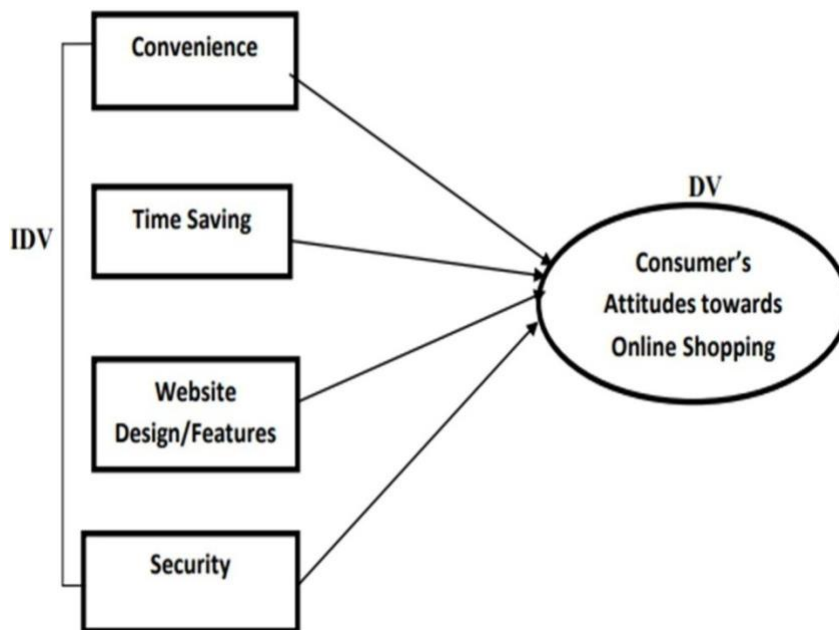 Convenience
Time Saving
IDV
Website
Design/Features
Security
DV
Consumer’s
Attitudes towards
Online Shopping